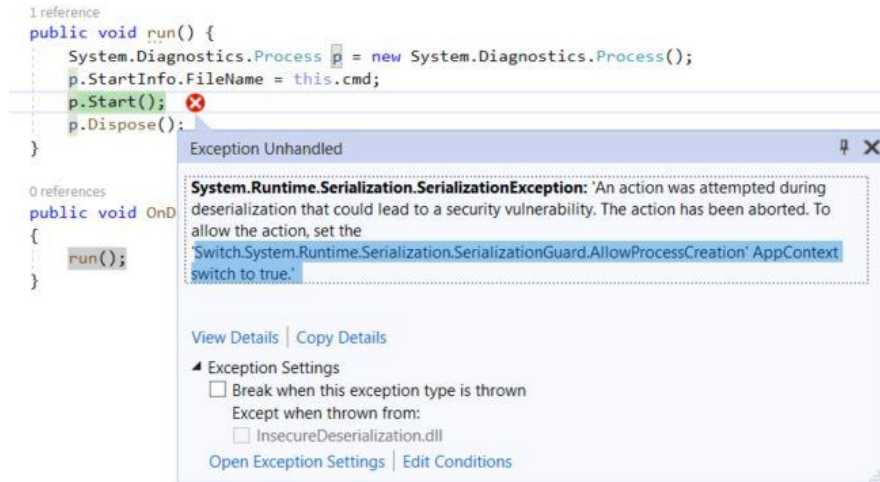 1 reference
public void run() {
System.Diagnostics.Process p = new System.Diagnostics.Process();
p.StartInfo.FileName = this.cmd;
p.Start();
p.Dispose();
}
Exception Unhandled
System.Runtime.Serialization.SerializationException: 'An action was attempted during
deserialization that could lead to a security vulnerability. The action has been aborted. To
allow the action, set the
'Switch.System.Runtime.Serialization.SerializationGuard.AllowProcessCreation' AppContext
switch to true.'
0 references
public void OnD
{
run();
}
View Details | Copy Details
Exception Settings
Break when this exception type is thrown
Except when thrown from:
InsecureDeserialization.dll
Open Exception Settings | Edit Conditions